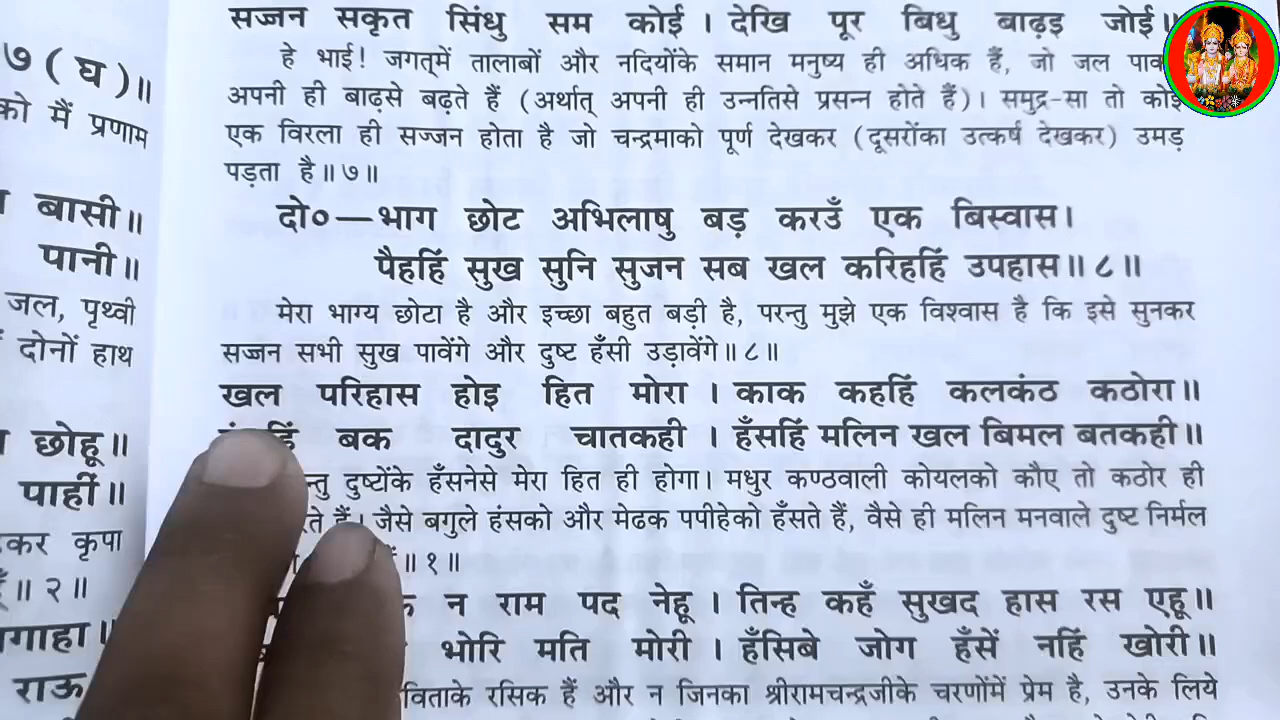 ७ ( घ )॥
को मैं प्रणाम
बासी॥
पानी॥
जल, पृथ्वी
दोनों हाथ
छोहू॥
पाहीं॥
कृपा
॥ २॥
राऊ
सज्जन सकृत सिंधु सम कोई । देखि पूर बिधु बाढ़इ जोई॥
हे भाई! जगत्‌में तालाबों और नदियोंके समान मनुष्य ही अधिक हैं, जो जल
अपनी ही बाढ़से बढ़ते हैं (अर्थात् अपनी ही उन्नतिसे प्रसन्न होते हैं)। समुद्र-सा तो कोई
एक विरला ही सज्जन होता है जो चन्द्रमाको पूर्ण देखकर (दूसरोंका उत्कर्ष देखकर) उमड़
पड़ता है॥ ७॥
दो०—भाग छोट अभिलाषु बड़ करउँ एक बिस्वास।
पैहहिं सुख सुनि सुजन सब खल करिहहिं उपहास॥ ८॥
मेरा भाग्य छोटा है और इच्छा बहुत बड़ी है, परन्तु मुझे एक विश्वास है कि इसे सुनकर
सज्जन सभी सुख पावेंगे और दुष्ट हँसी उड़ावेंगे॥ ८॥
खल परिहास होइ हित मोरा । काक कहहिं कलकंठ कठोरा॥
बक दादुर चातकही । हँसहिं मलिन खल बिमल बतकही॥
दुष्टोंके हँसनेसे मेरा हित ही होगा। मधुर कण्ठवाली कोयलको कौए तो कठोर ही
हैं। जैसे बगुले हंसको और मेढक पपीहेको हँसते हैं, वैसे ही मलिन मनवाले दुष्ट निर्मल
॥ १॥
न राम पद नेहू । तिन्ह कहँ सुखद हास रस एहू॥
भोरि मति मोरी । हँसिबे जोग हँसें नहिं खोरी॥
रसिक हैं और न जिनका श्रीरामचन्द्रजीके चरणोंमें प्रेम है, उनके लिये